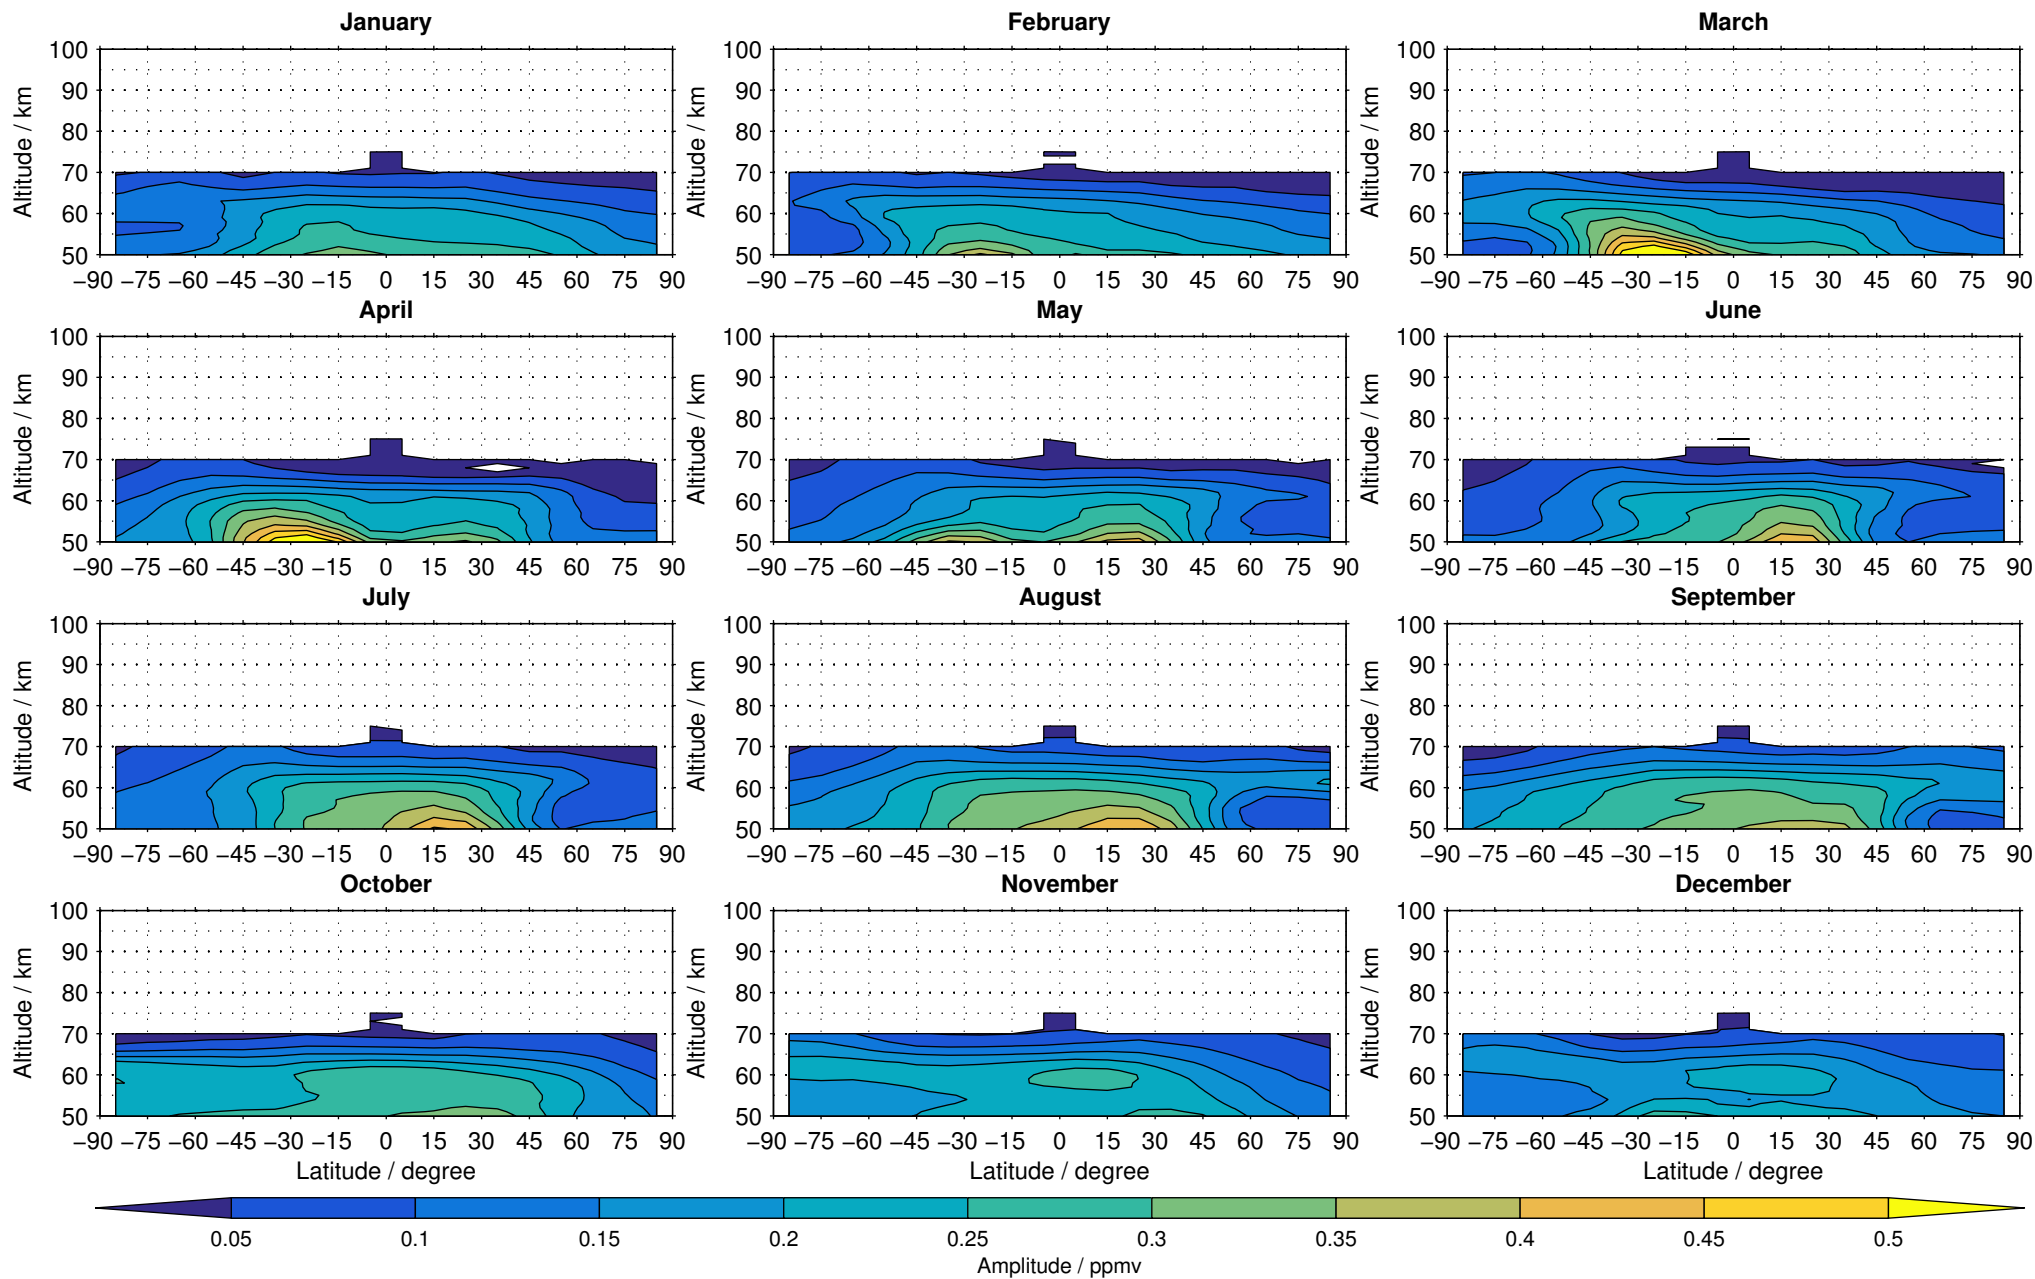 January February March
100 100 100
90 90 90
80 80 80
70 70 70
60 60 60
50 50 50
Altitude / km Altitude / km Altitude / km
−90 −75 −60 −45 −30 −15 0 15 30 45 60 75 90 −90 −75 −60 −45 −30 −15 0 15 30 45 60 75 90 −90 −75 −60 −45 −30 −15 0 15 30 45 60 75 90
April May June
100 100 100
90 90 90
80 80 80
70 70 70
60 60 60
50 50 50
Altitude / km Altitude / km Altitude / km
−90 −75 −60 −45 −30 −15 0 15 30 45 60 75 90 −90 −75 −60 −45 −30 −15 0 15 30 45 60 75 90 −90 −75 −60 −45 −30 −15 0 15 30 45 60 75 90
July August September
100 100 100
90 90 90
80 80 80
70 70 70
60 60 60
50 50 50
Altitude / km Altitude / km Altitude / km
−90 −75 −60 −45 −30 −15 0 15 30 45 60 75 90 −90 −75 −60 −45 −30 −15 0 15 30 45 60 75 90 −90 −75 −60 −45 −30 −15 0 15 30 45 60 75 90
October November December
100 100 100
90 90 90
80 80 80
70 70 70
60 60 60
50 50 50
Altitude / km Altitude / km Altitude / km
−90 −75 −60 −45 −30 −15 0 15 30 45 60 75 90 −90 −75 −60 −45 −30 −15 0 15 30 45 60 75 90 −90 −75 −60 −45 −30 −15 0 15 30 45 60 75 90
Latitude / degree Latitude / degree Latitude / degree
0.05 0.1 0.15 0.2 0.25 0.3 0.35 0.4 0.45 0.5
Amplitude / ppmv